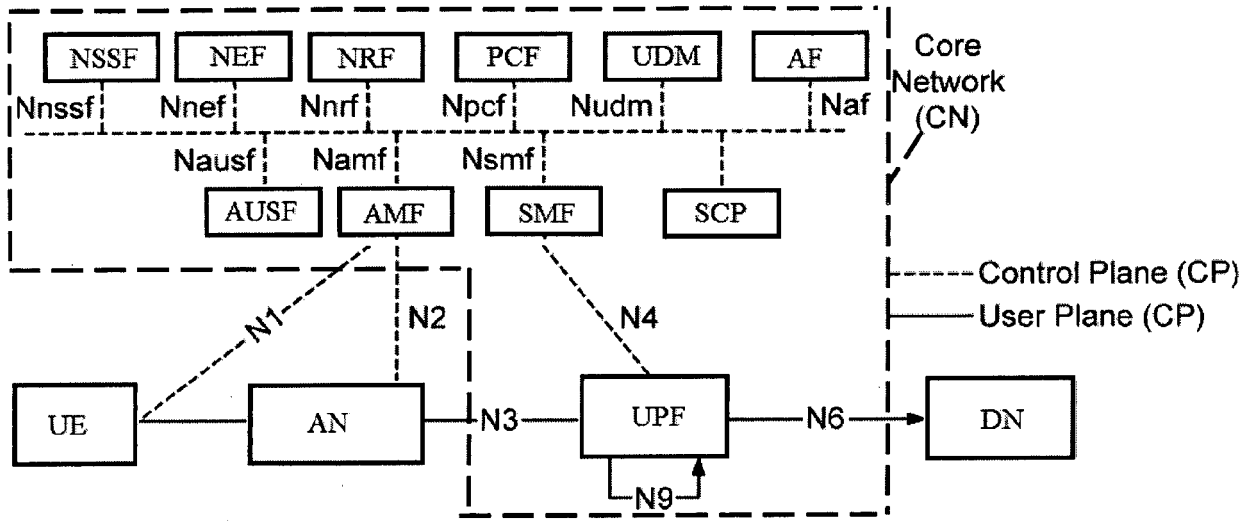 NSSF NEF NRF PCF UDM AF
Core
Network
(CN)
Nnssf Nnef Nnrf Npcf Nudm Naf
Nausf Namf Nsmf
AUSF AMF SMF SCP
Control Plane (CP)
User Plane (CP)
N1 N2 N4
UE AN N3 UPF N6 DN
N9